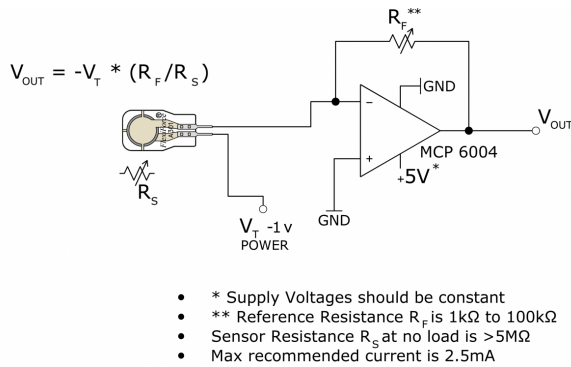 R_F **
V_OUT = -V_T * (R_F/R_S)
GND
−
V_OUT
FlexiForce
A301
®
MCP 6004
+
+5V*
R_S
GND
V_T -1v
POWER
• * Supply Voltages should be constant
• ** Reference Resistance R_F is 1kΩ to 100kΩ
• Sensor Resistance R_S at no load is >5MΩ
• Max recommended current is 2.5mA